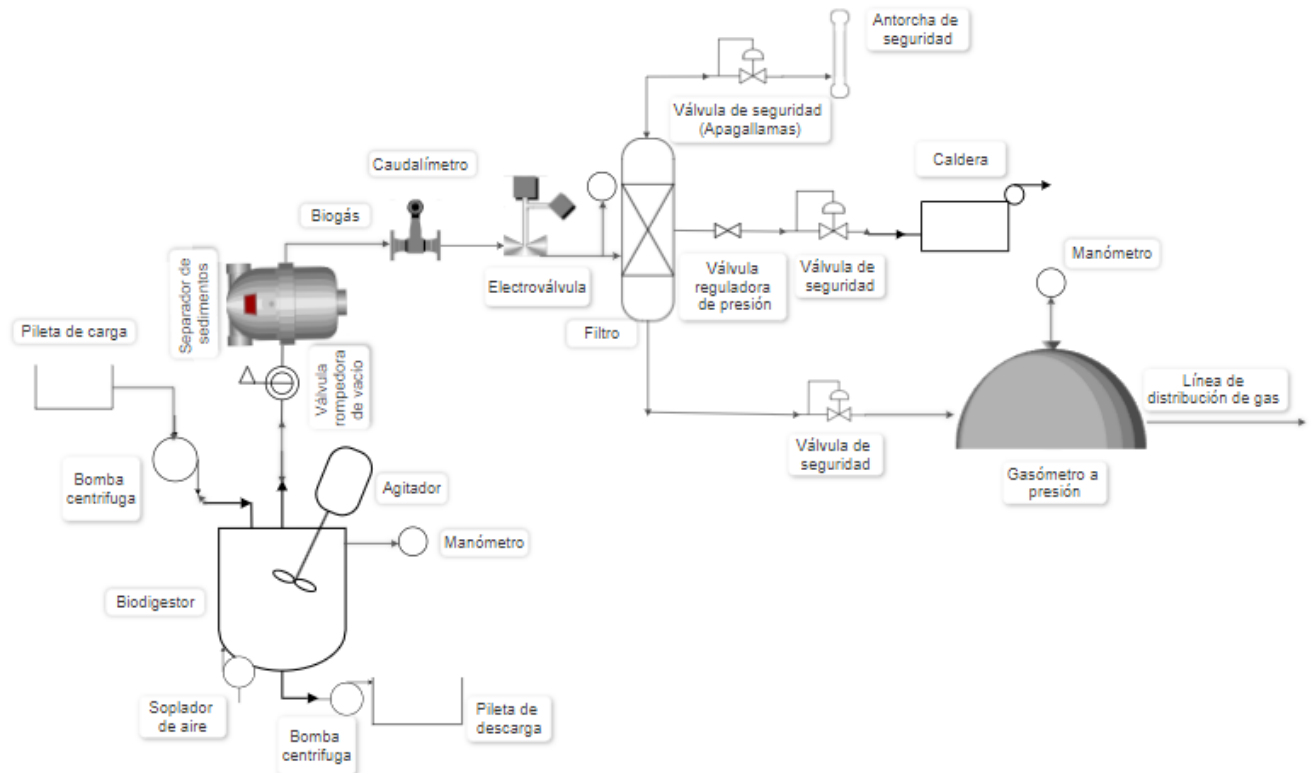 Antorcha de
seguridad
Válvula de seguridad
(Apagallamas)
Caldera
Caudalímetro
Biogás
Electroválvula
Válvula
reguladora
de presión
Válvula de
seguridad
Manómetro
Separador de
sedimentos
Pileta de carga
Filtro
Válvula
rompedora
de vacio
Línea de
distribución de gas
Válvula de
seguridad
Gasómetro a
presión
Bomba
centrifuga
Agitador
Manómetro
Biodigestor
Soplador
de aire
Bomba
centrifuga
Pileta de
descarga